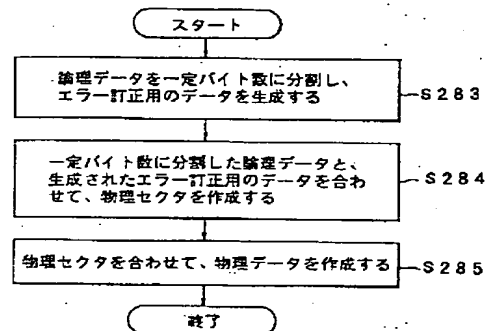 スタート
論理データを一定バイト数に分割し、
エラー訂正用のデータを生成する
S283
一定バイト数に分割した論理データと、
生成されたエラー訂正用のデータを合わ
せて、物理セクタを作成する
S284
物理セクタを合わせて、物理データを作成する
S285
終了